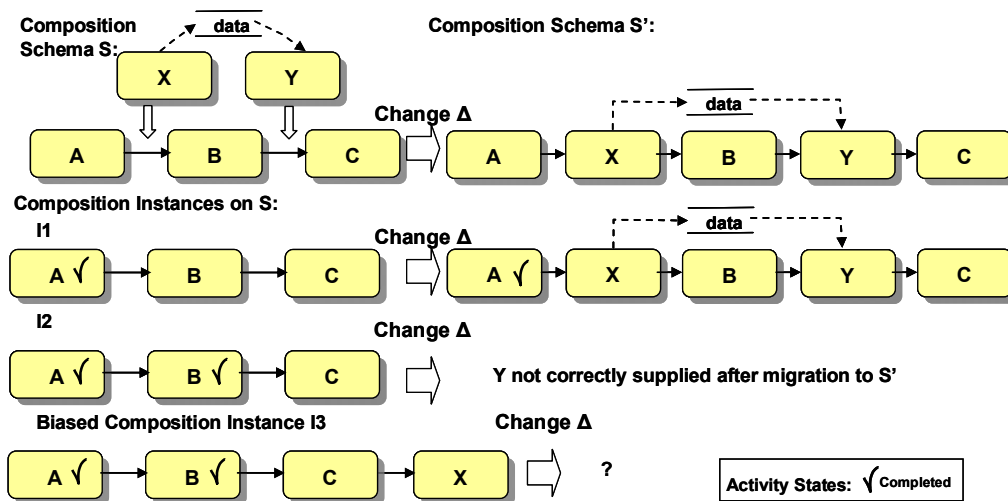 Composition Schema S:
data
Composition Schema S':
X
Y
Change Δ
A
B
C
data
A
X
B
Y
C
Composition Instances on S:
I1
Change Δ
data
A √
B
C
A √
X
B
Y
C
I2
Change Δ
A √
B √
C
Y not correctly supplied after migration to S'
Biased Composition Instance I3
Change Δ
A √
B √
C
X
?
Activity States: √ Completed